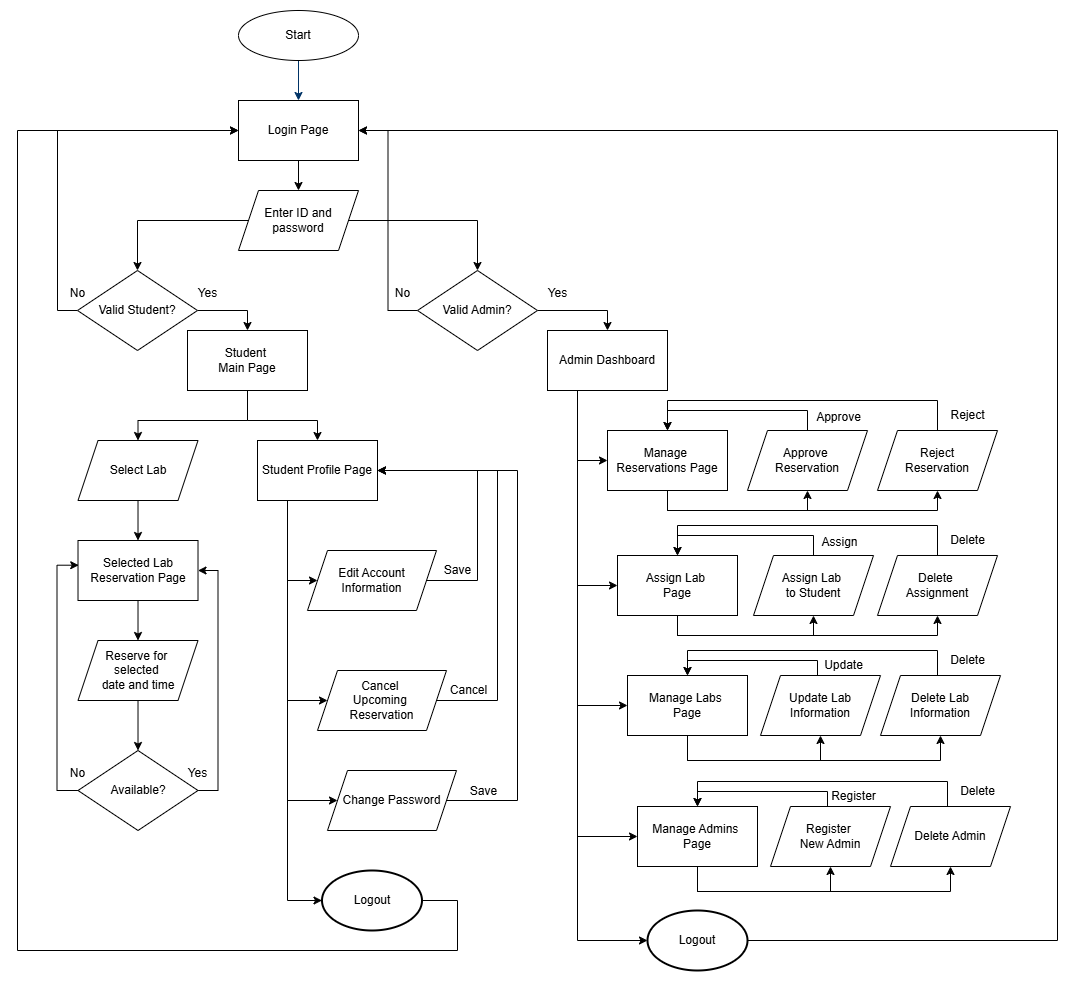 Start
Login Page
Enter ID and
password
No
Valid Student?
Yes
No
Valid Admin?
Yes
Student
Main Page
Admin Dashboard
Select Lab
Student Profile Page
Selected Lab
Reservation Page
Reserve for
selected
date and time
No
Available?
Yes
Edit Account
Information
Save
Cancel
Upcoming
Reservation
Cancel
Change Password
Save
Logout
Manage
Reservations Page
Approve
Approve
Reservation
Reject
Reject
Reservation
Assign Lab
Page
Assign
Assign Lab
to Student
Delete
Delete
Assignment
Manage Labs
Page
Update
Update Lab
Information
Delete
Delete Lab
Information
Manage Admins
Page
Register
Register
New Admin
Delete
Delete Admin
Logout